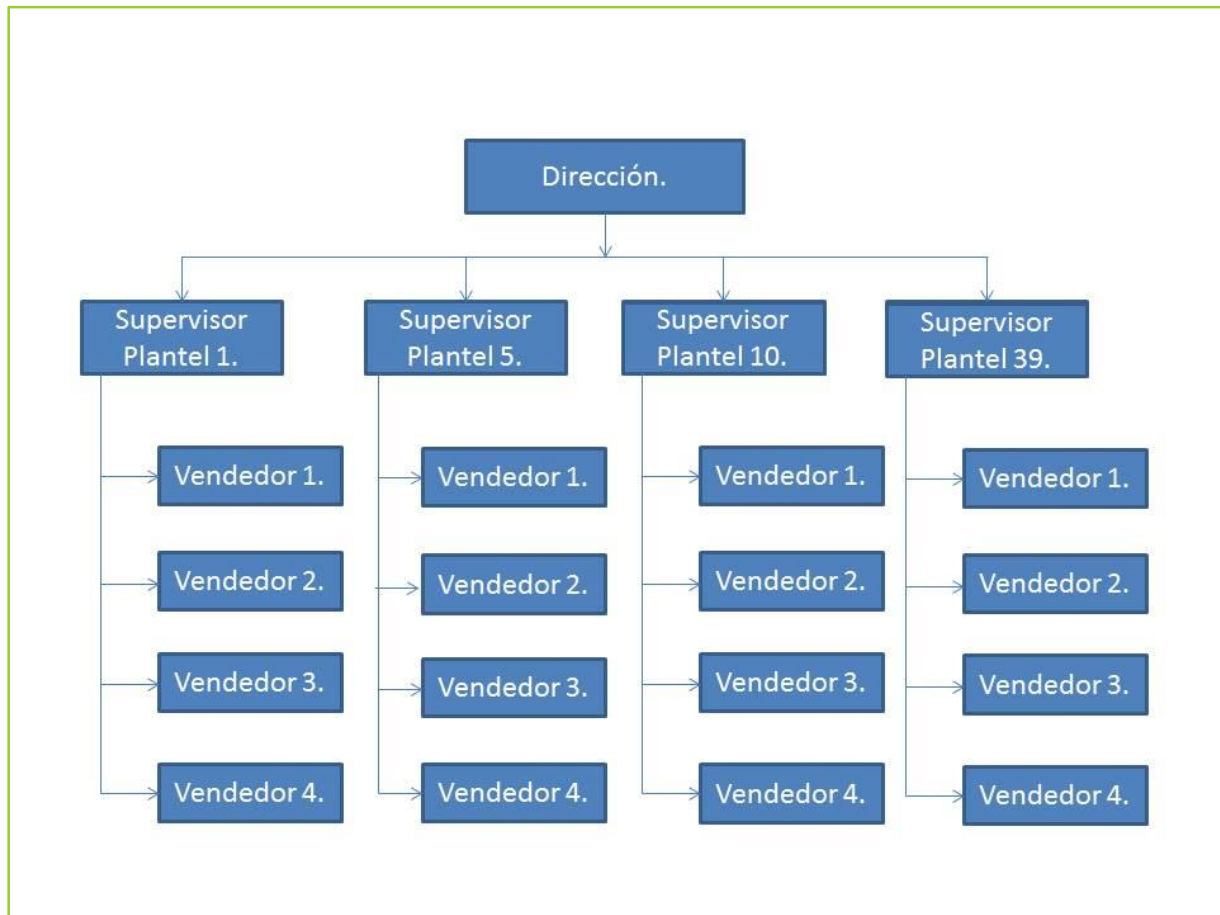 Dirección.
Supervisor
Plantel 1.
Supervisor
Plantel 5.
Supervisor
Plantel 10.
Supervisor
Plantel 39.
Vendedor 1.
Vendedor 1.
Vendedor 1.
Vendedor 1.
Vendedor 2.
Vendedor 2.
Vendedor 2.
Vendedor 2.
Vendedor 3.
Vendedor 3.
Vendedor 3.
Vendedor 3.
Vendedor 4.
Vendedor 4.
Vendedor 4.
Vendedor 4.